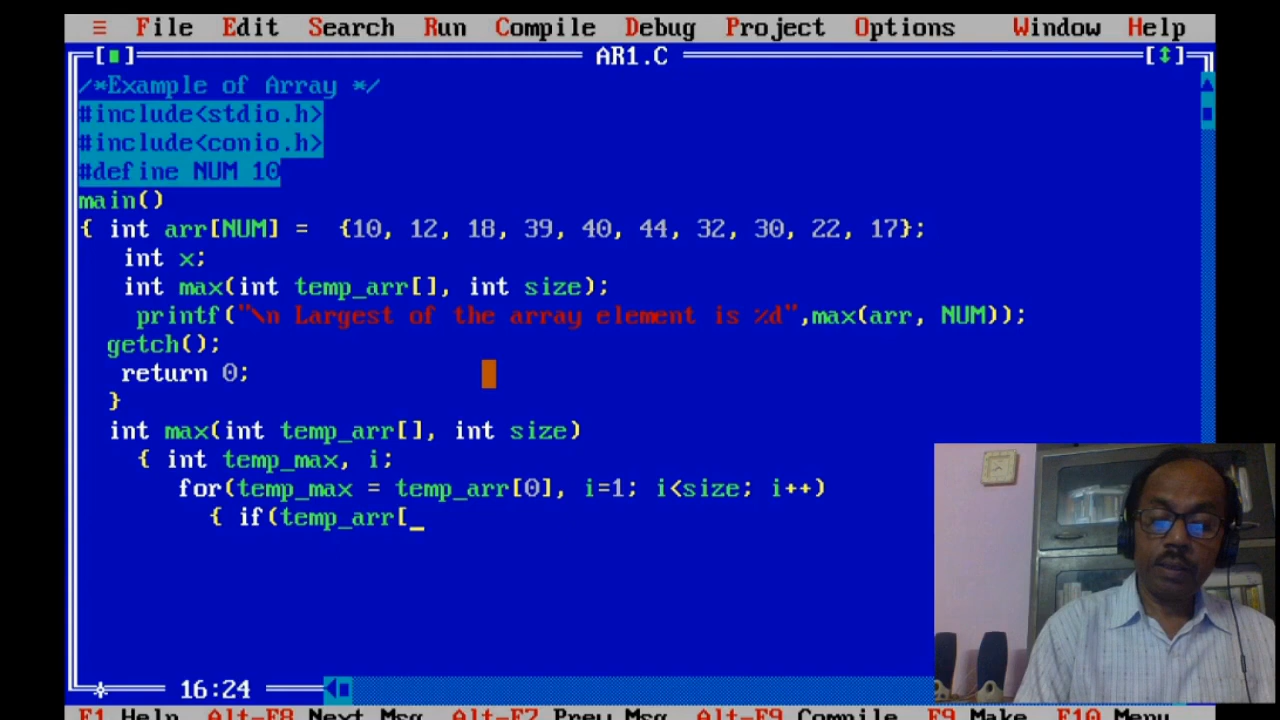 ≡ File Edit Search Run Compile Debug Project Options Window Help
[■] AR1.C [↕]
/*Example of Array */
#include<stdio.h>
#include<conio.h>
#define NUM 10
main()
{ int arr[NUM] = {10, 12, 18, 39, 40, 44, 32, 30, 22, 17};
int x;
int max(int temp_arr[], int size);
printf("\n Largest of the array element is %d",max(arr, NUM));
getch();
return 0;
}
int max(int temp_arr[], int size)
{ int temp_max, i;
for(temp_max = temp_arr[0], i=1; i<size; i++)
{ if(temp_arr[_
16:24
F1 Help Alt-F8 Next Msg Alt-F7 Prev Msg Alt-F9 Compile F9 Make F10 Menu